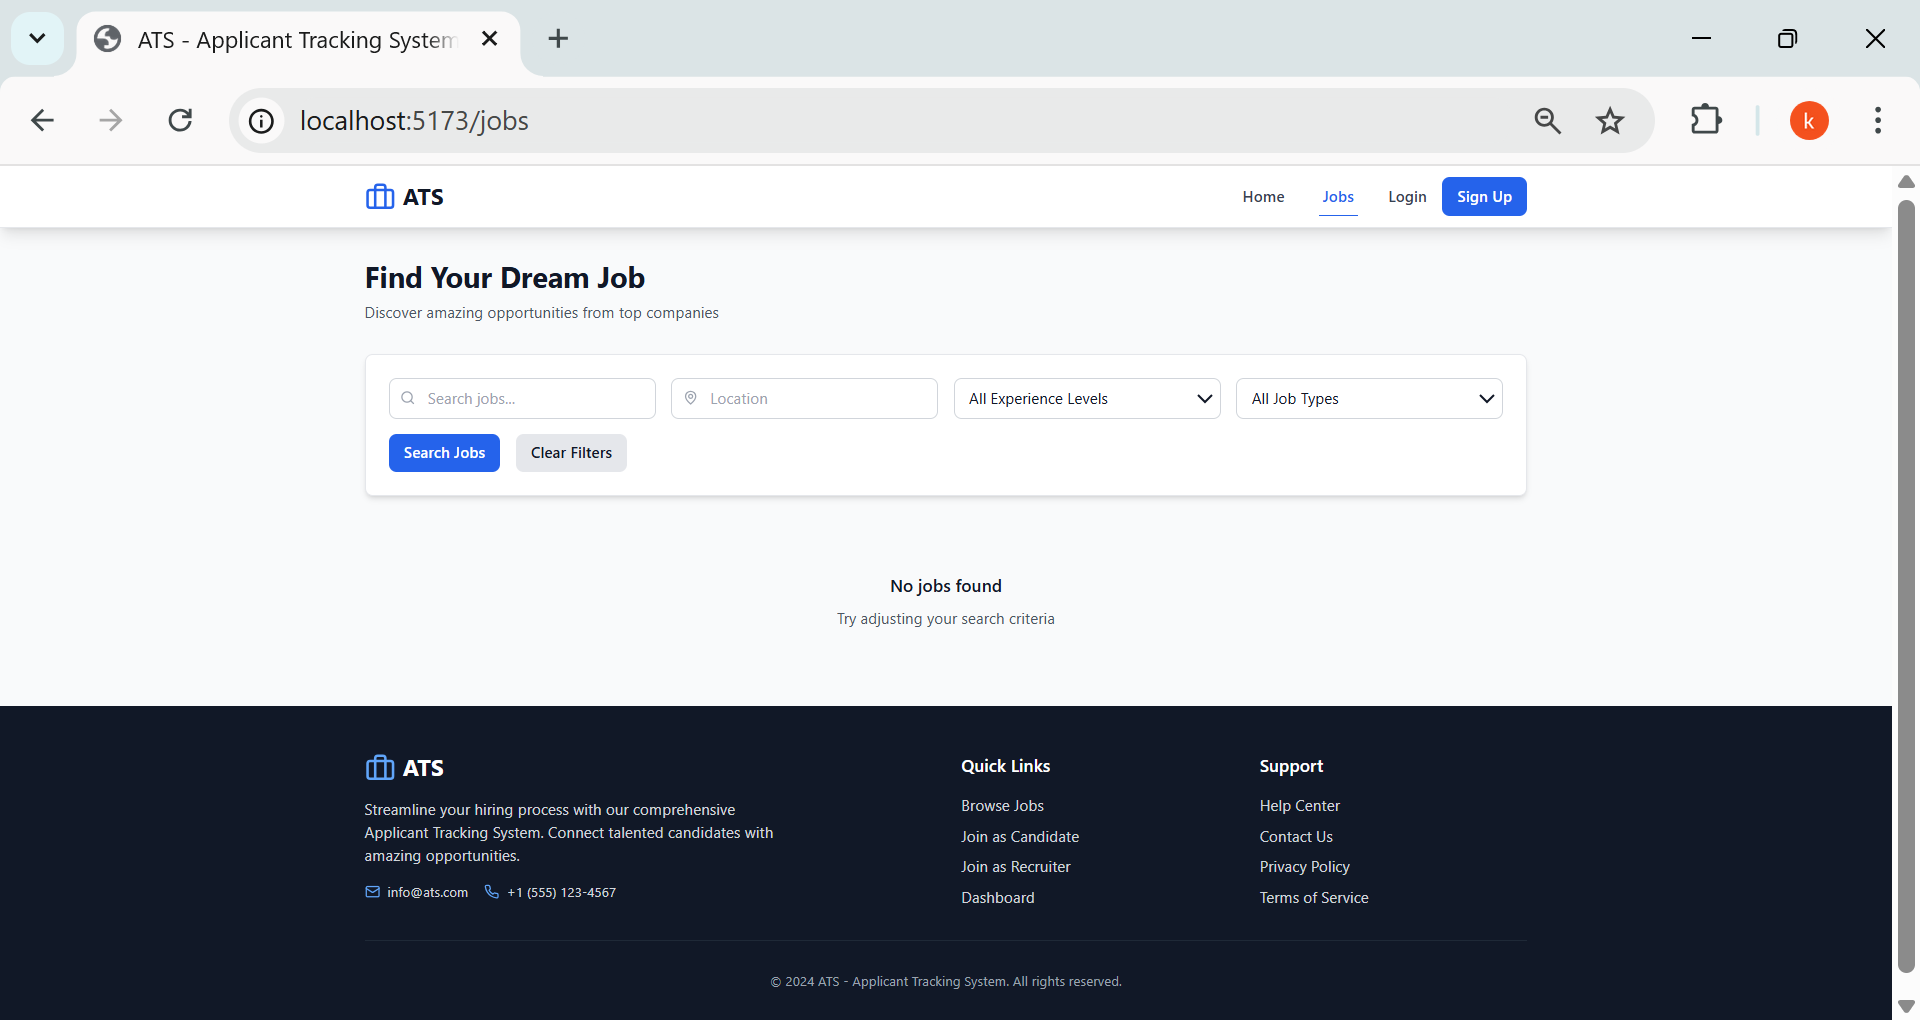 ATS - Applicant Tracking System
localhost:5173/jobs
k
ATS
Home
Jobs
Login
Sign Up
Find Your Dream Job
Discover amazing opportunities from top companies
Search jobs...
Location
All Experience Levels
All Job Types
Search Jobs
Clear Filters
No jobs found
Try adjusting your search criteria
ATS
Streamline your hiring process with our comprehensive
Applicant Tracking System. Connect talented candidates with
amazing opportunities.
info@ats.com
+1 (555) 123-4567
Quick Links
Browse Jobs
Join as Candidate
Join as Recruiter
Dashboard
Support
Help Center
Contact Us
Privacy Policy
Terms of Service
© 2024 ATS - Applicant Tracking System. All rights reserved.